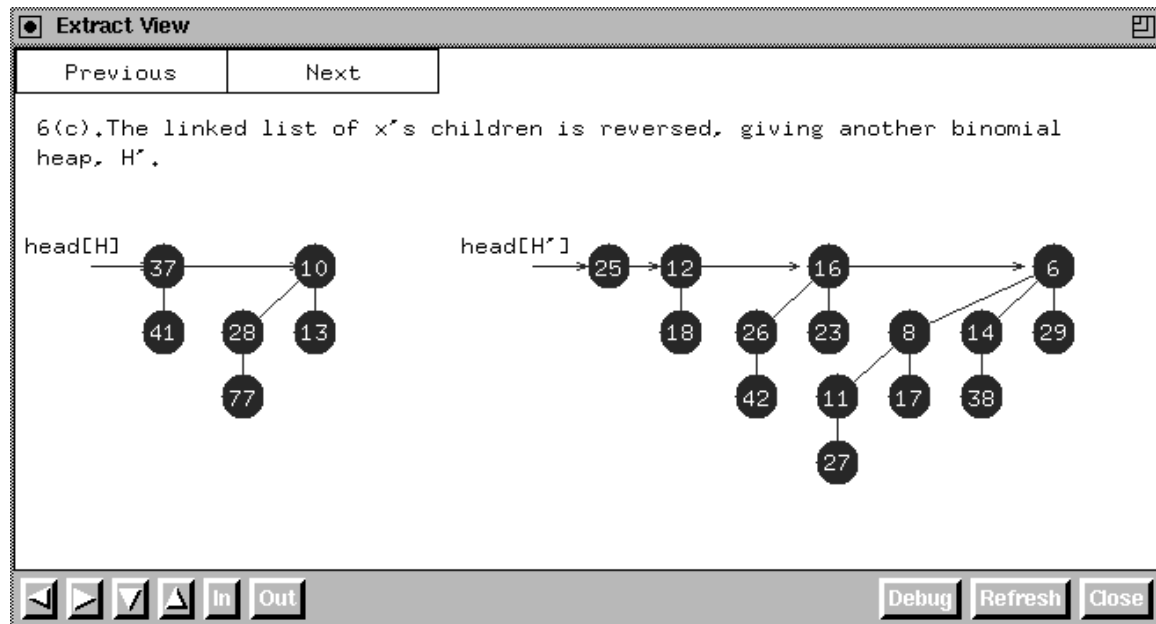 Extract View
Previous Next
6(c).The linked list of x´s children is reversed, giving another binomial
heap, H´.
head[H] 37 10 head[H´] 25 12 16 6
41 28 13 18 26 23 8 14 29
77 42 11 17 38
27
In Out Debug Refresh Close